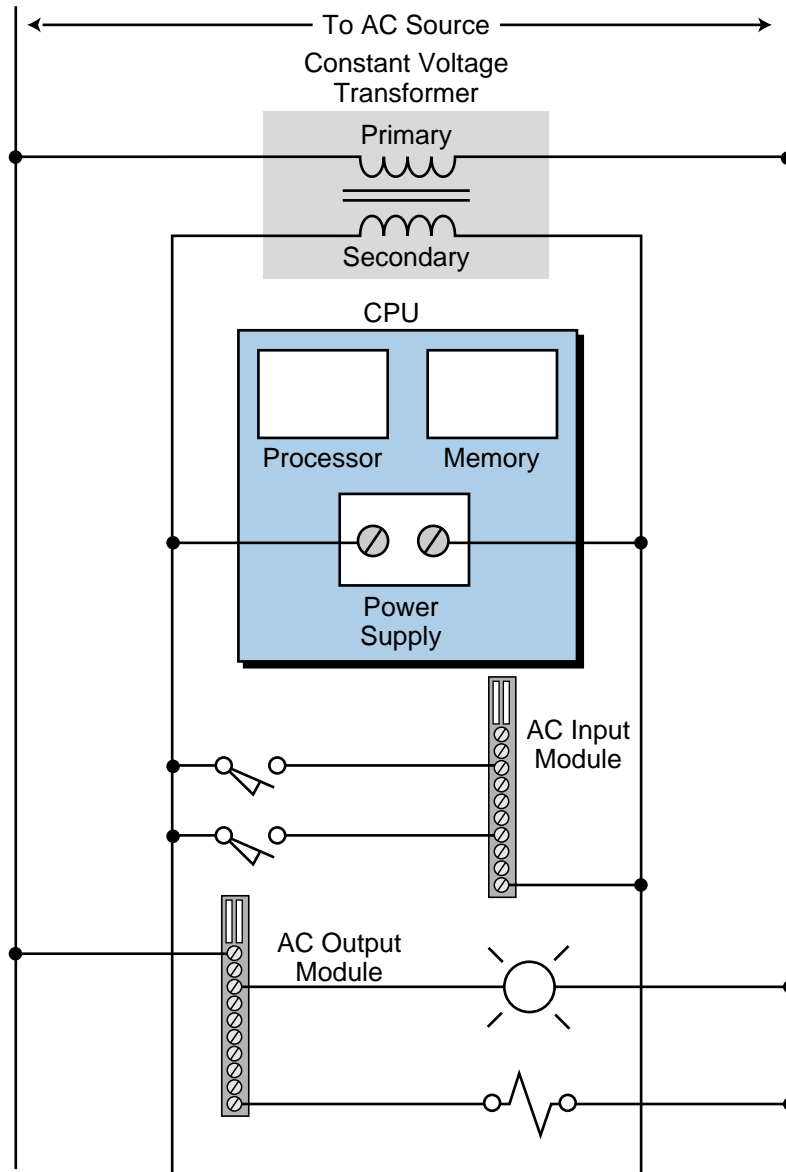 To AC Source
Constant Voltage
Transformer
Primary
Secondary
CPU
Processor
Memory
Power
Supply
AC Input
Module
AC Output
Module